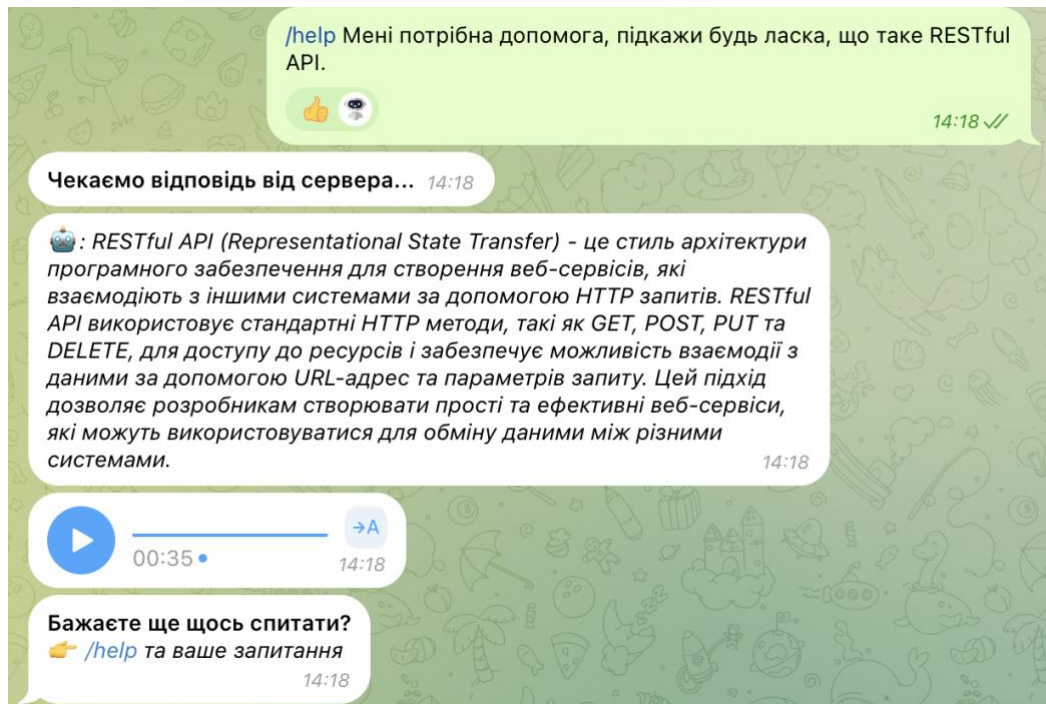 /help Мені потрібна допомога, підкажи будь ласка, що таке RESTful
API.
14:18
Чекаємо відповідь від сервера... 14:18
: RESTful API (Representational State Transfer) - це стиль архітектури
програмного забезпечення для створення веб-сервісів, які
взаємодіють з іншими системами за допомогою HTTP запитів. RESTful
API використовує стандартні HTTP методи, такі як GET, POST, PUT та
DELETE, для доступу до ресурсів і забезпечує можливість взаємодії з
даними за допомогою URL-адрес та параметрів запиту. Цей підхід
дозволяє розробникам створювати прості та ефективні веб-сервіси,
які можуть використовуватися для обміну даними між різними
системами. 14:18
→A
00:35 14:18
Бажаєте ще щось спитати?
👉 /help та ваше запитання
14:18